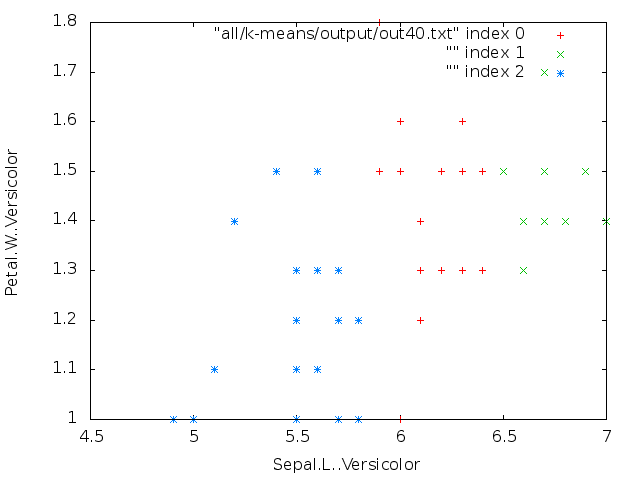 "all/k-means/output/out40.txt" index 0
"" index 1
"" index 2
1.8
1.7
1.6
1.5
1.4
1.3
1.2
1.1
1
4.5 5 5.5 6 6.5 7
Petal.W..Versicolor
Sepal.L..Versicolor